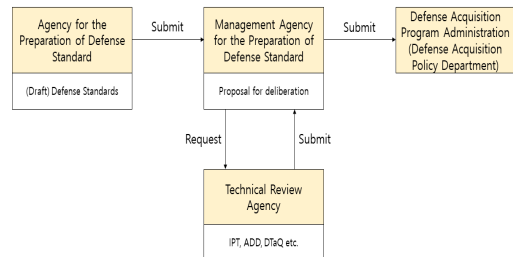 Agency for the
Preparation of Defense
Standard
(Draft) Defense Standards
Submit
Management Agency
for the Preparation of
Defense Standard
Proposal for deliberation
Submit
Defense Acquisition
Program Administration
(Defense Acquisition
Policy Department)
Request
Submit
Technical Review
Agency
IPT, ADD, DTaQ etc.